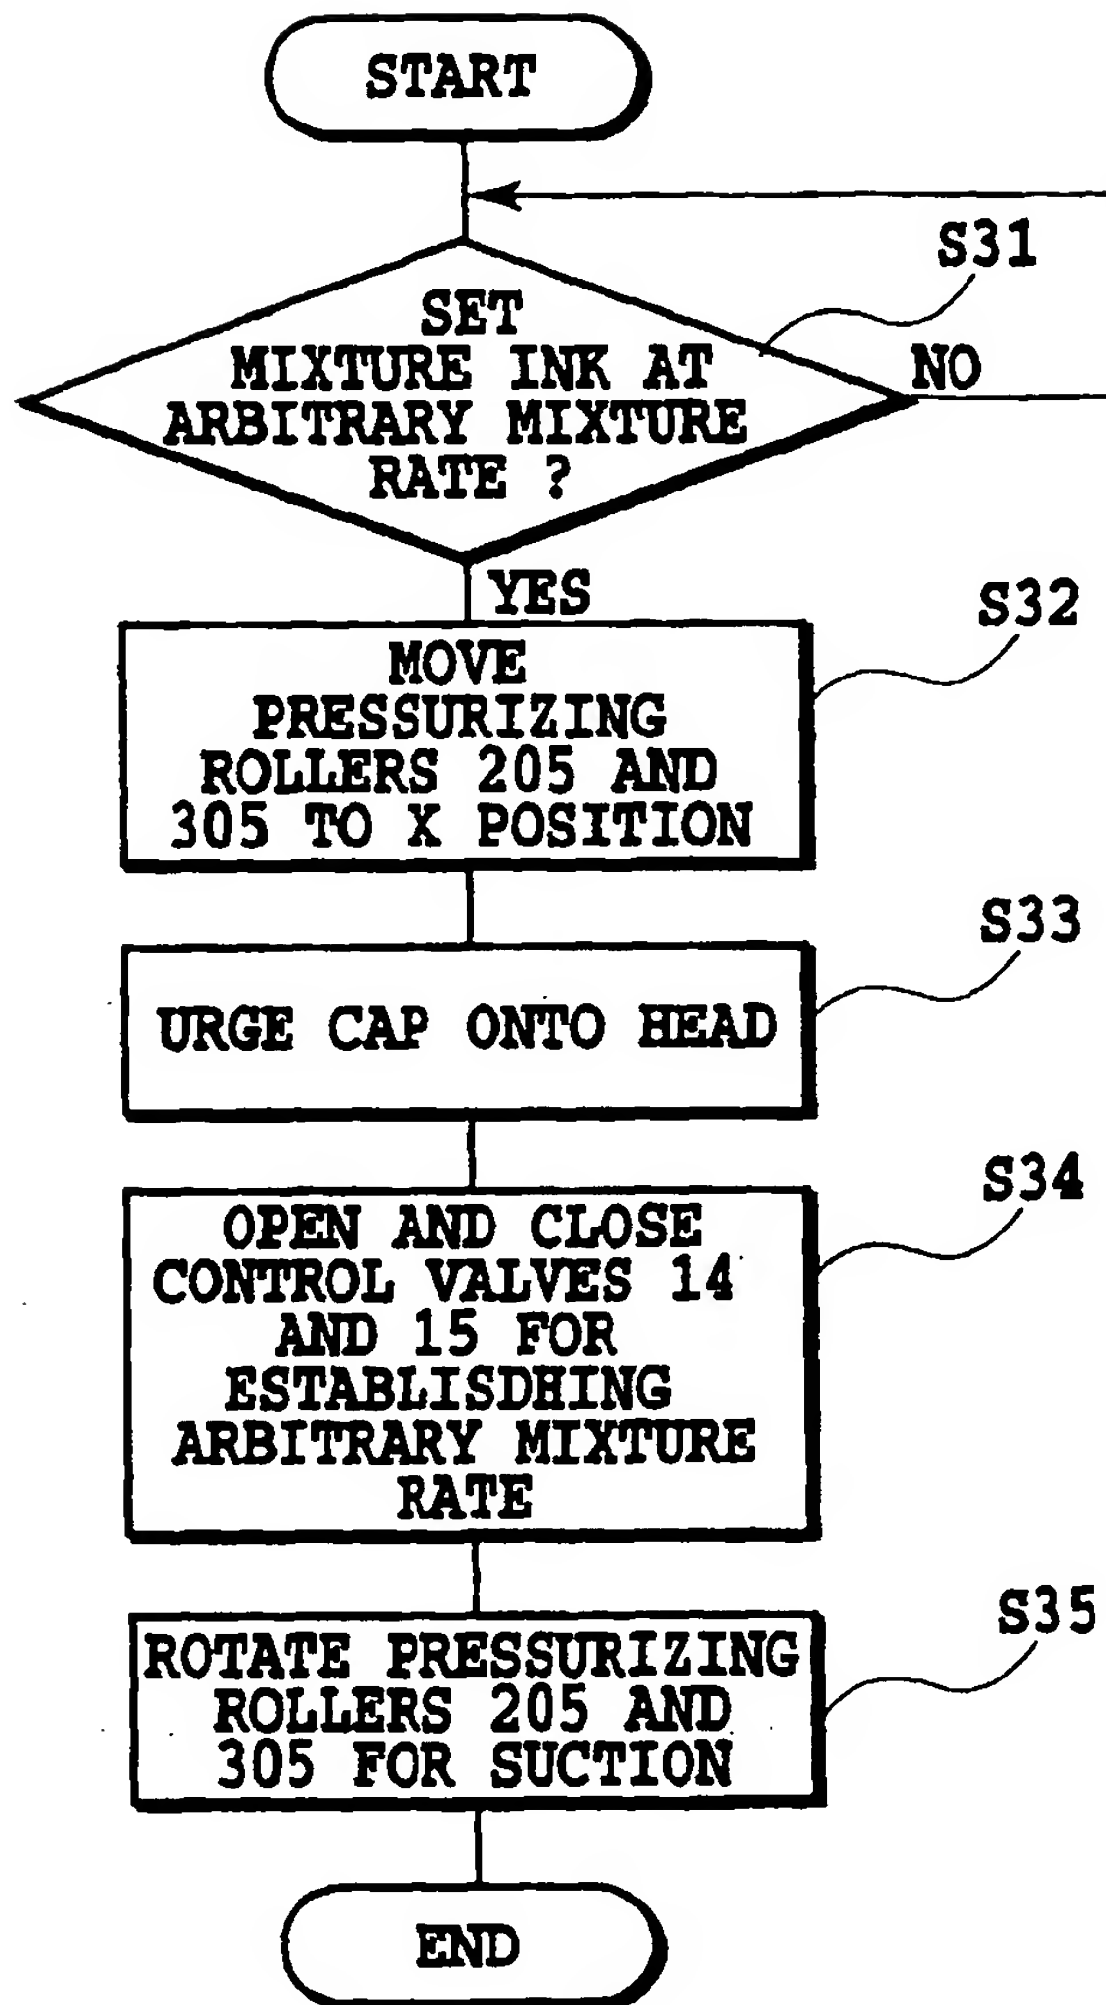 START
S31
SET
MIXTURE INK AT
ARBITRARY MIXTURE
RATE ?
NO
YES
S32
MOVE
PRESSURIZING
ROLLERS 205 AND
305 TO X POSITION
S33
URGE CAP ONTO HEAD
S34
OPEN AND CLOSE
CONTROL VALVES 14
AND 15 FOR
ESTABLISDHING
ARBITRARY MIXTURE
RATE
S35
ROTATE PRESSURIZING
ROLLERS 205 AND
305 FOR SUCTION
END